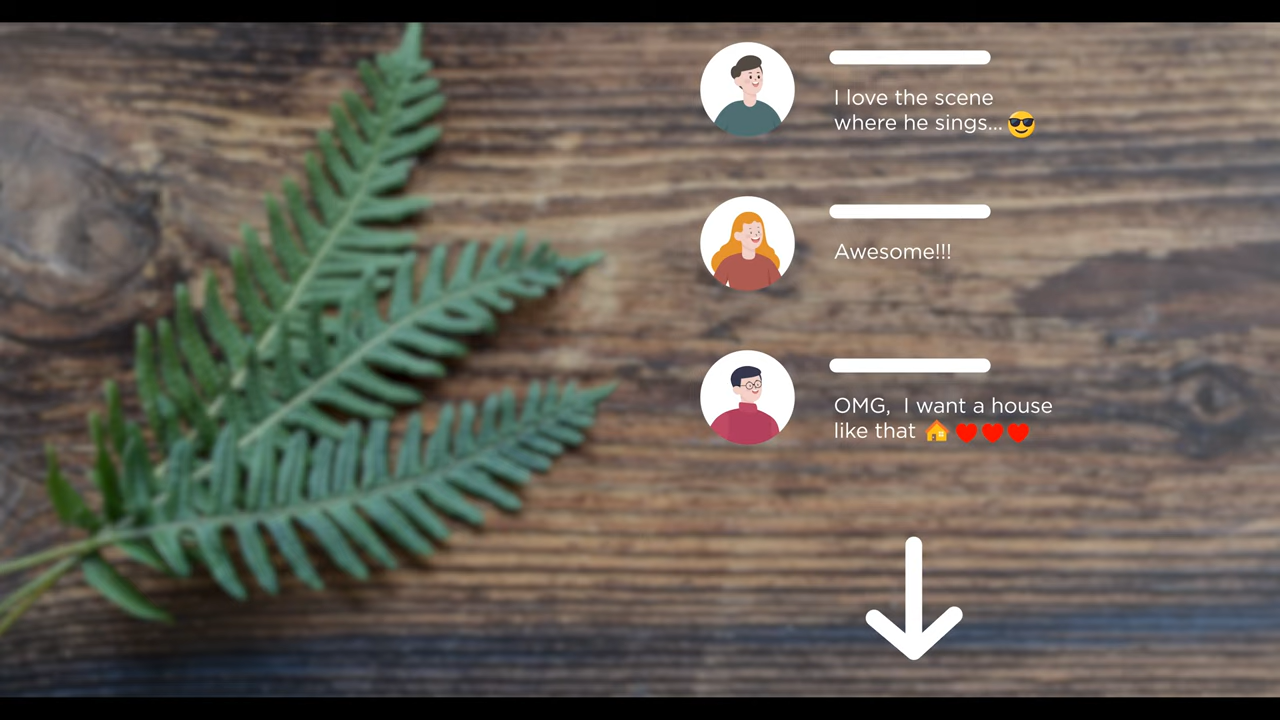 I love the scene
where he sings... 😎
Awesome!!!
OMG, I want a house
like that 🏠❤️❤️❤️